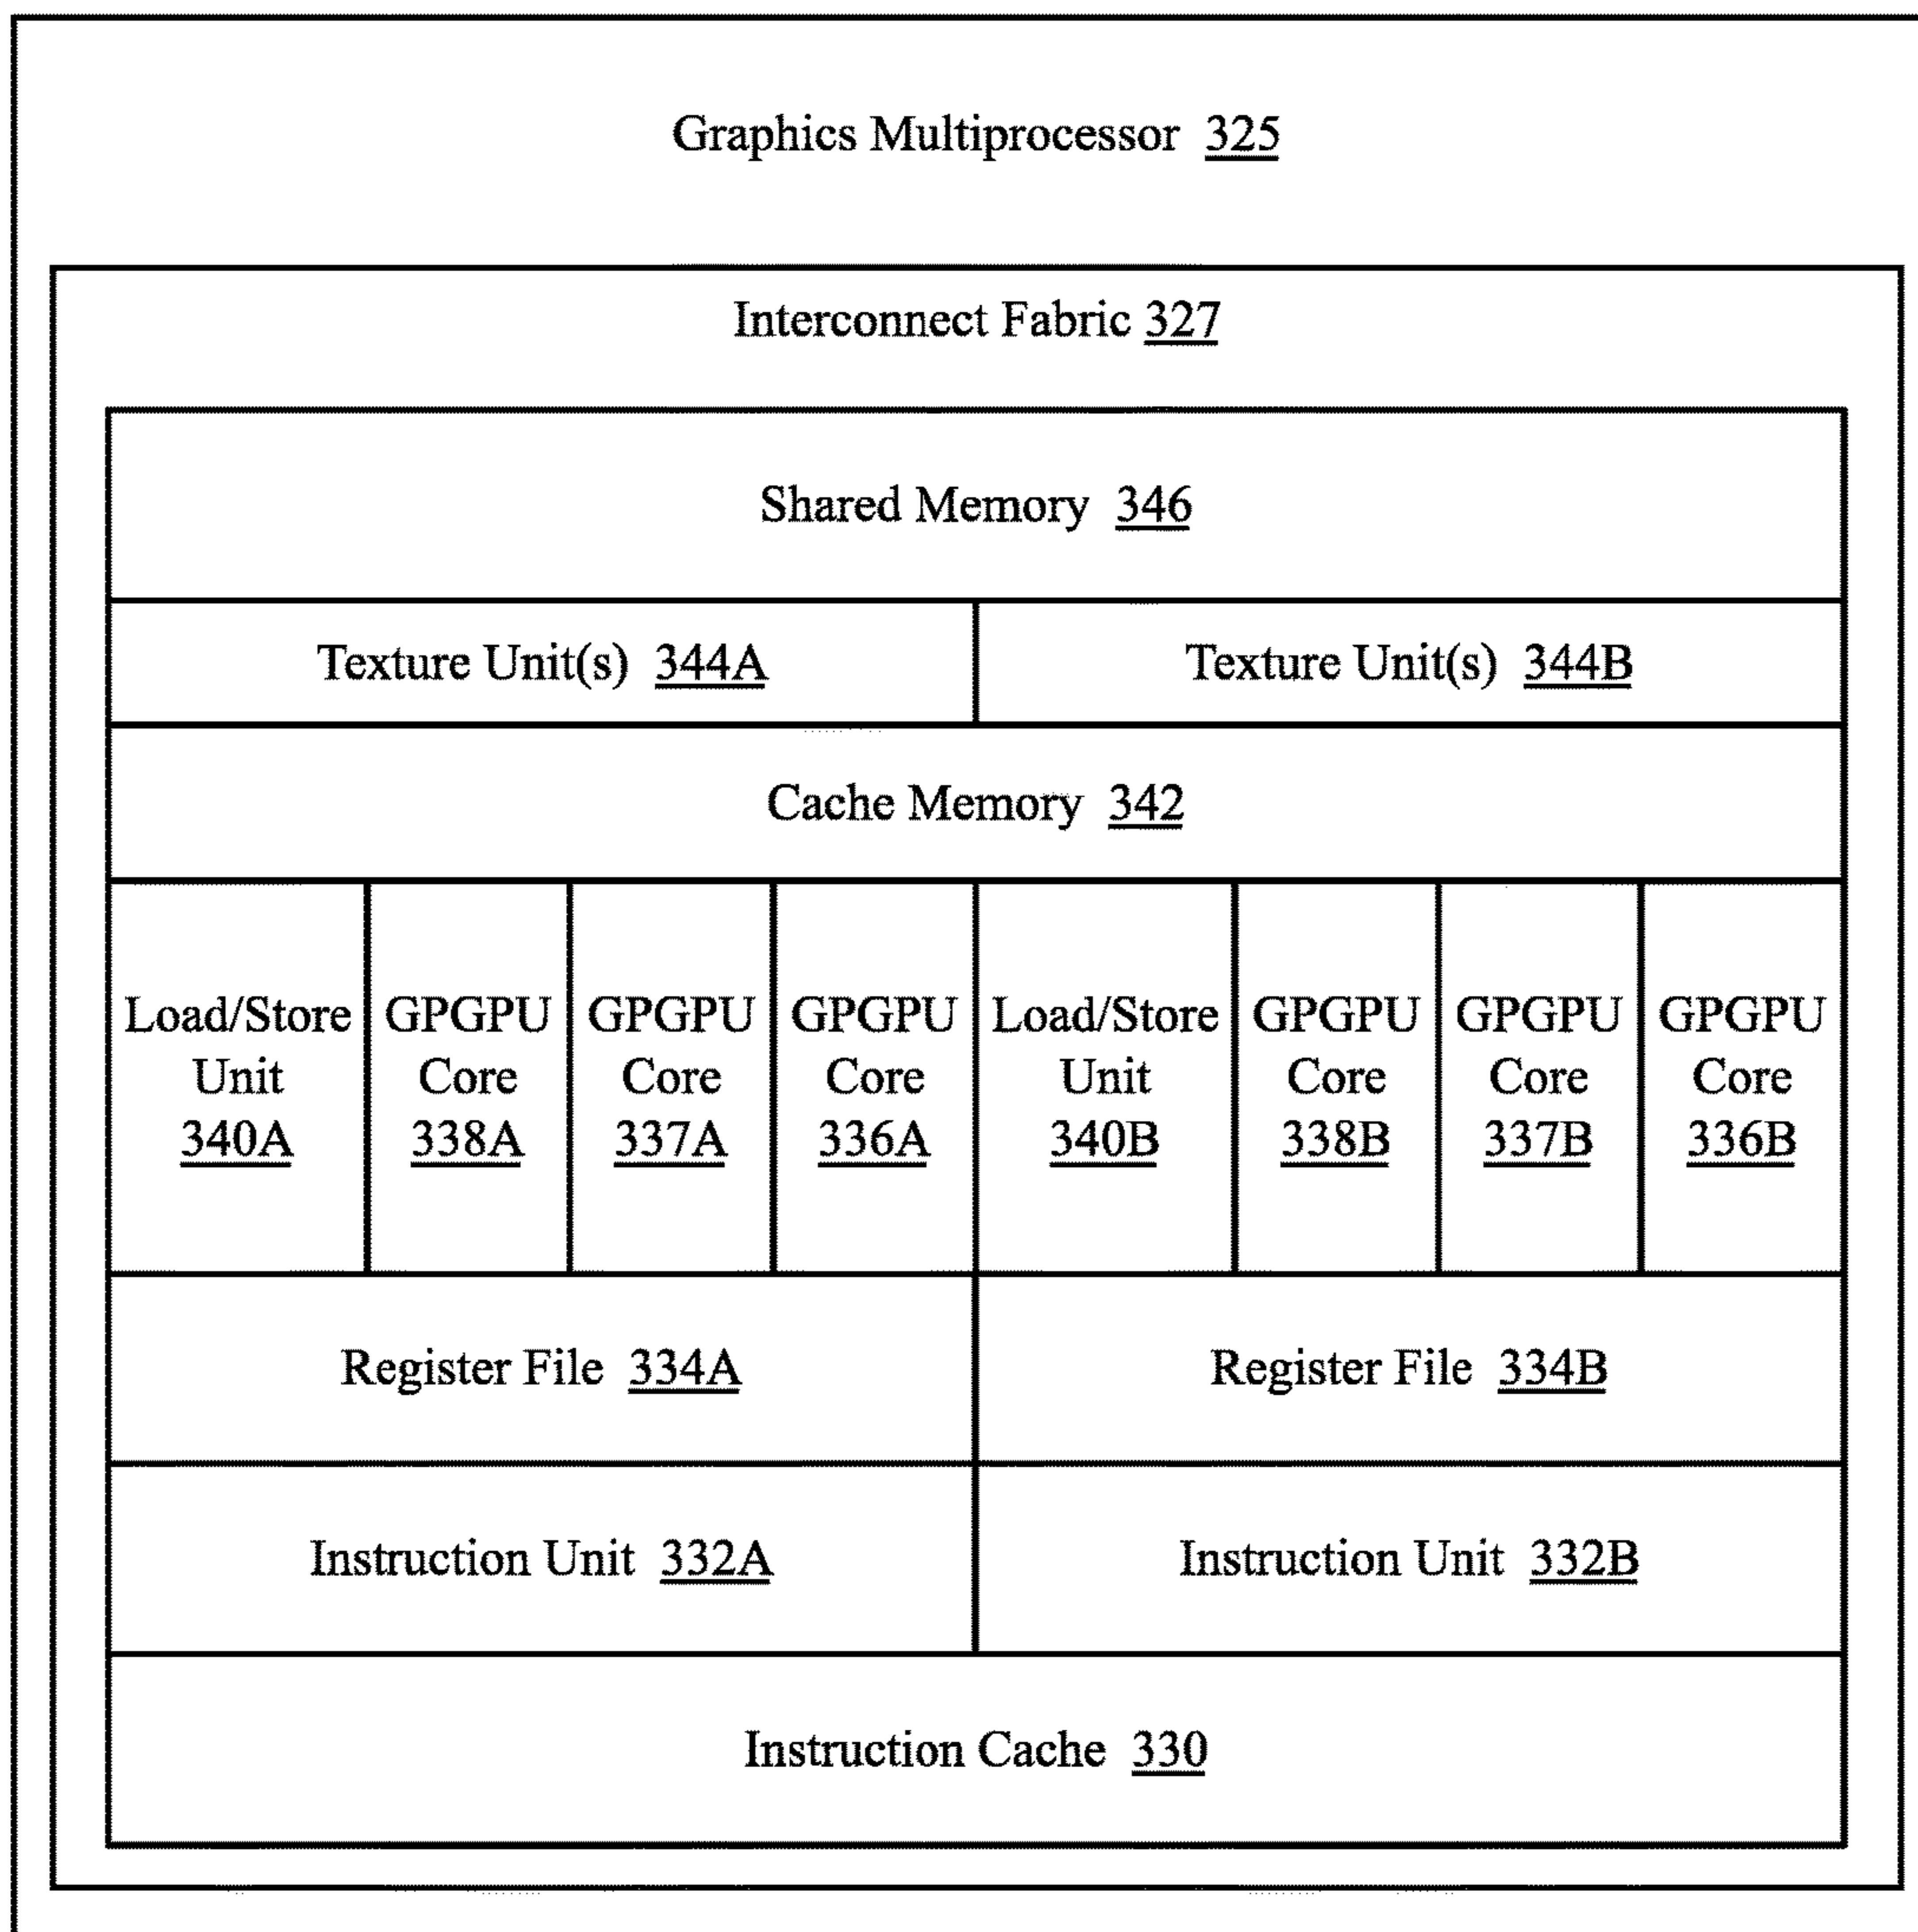 Graphics Multiprocessor 325
Interconnect Fabric 327
Shared Memory 346
Texture Unit(s) 344A
Texture Unit(s) 344B
Cache Memory 342
Load/Store
Unit
340A
GPGPU
Core
338A
GPGPU
Core
337A
GPGPU
Core
336A
Load/Store
Unit
340B
GPGPU
Core
338B
GPGPU
Core
337B
GPGPU
Core
336B
Register File 334A
Register File 334B
Instruction Unit 332A
Instruction Unit 332B
Instruction Cache 330